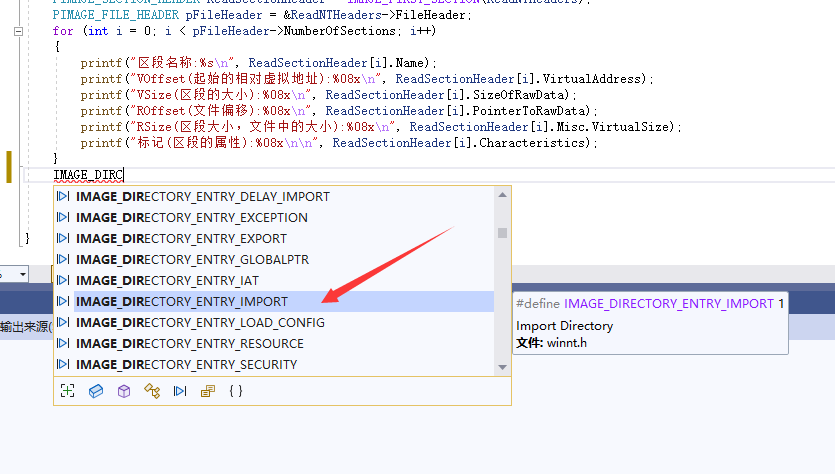 PIMAGE_SECTION_HEADER ReadSectionHeader = IMAGE_FIRST_SECTION(ReadNTHeaders);
PIMAGE_FILE_HEADER pFileHeader = &ReadNTHeaders->FileHeader;
for (int i = 0; i < pFileHeader->NumberOfSections; i++)
{
printf("区段名称:%s\n", ReadSectionHeader[i].Name);
printf("VOffset(起始的相对虚拟地址):%08x\n", ReadSectionHeader[i].VirtualAddress);
printf("VSize(区段的大小):%08x\n", ReadSectionHeader[i].SizeOfRawData);
printf("ROffset(文件偏移):%08x\n", ReadSectionHeader[i].PointerToRawData);
printf("RSize(区段大小，文件中的大小):%08x\n", ReadSectionHeader[i].Misc.VirtualSize);
printf("标记(区段的属性):%08x\n\n", ReadSectionHeader[i].Characteristics);
}
IMAGE_DIRC
IMAGE_DIRECTORY_ENTRY_DELAY_IMPORT
IMAGE_DIRECTORY_ENTRY_EXCEPTION
IMAGE_DIRECTORY_ENTRY_EXPORT
IMAGE_DIRECTORY_ENTRY_GLOBALPTR
IMAGE_DIRECTORY_ENTRY_IAT
IMAGE_DIRECTORY_ENTRY_IMPORT
IMAGE_DIRECTORY_ENTRY_LOAD_CONFIG
IMAGE_DIRECTORY_ENTRY_RESOURCE
IMAGE_DIRECTORY_ENTRY_SECURITY
{ }
#define IMAGE_DIRECTORY_ENTRY_IMPORT 1
Import Directory
文件: winnt.h
}
输出来源(